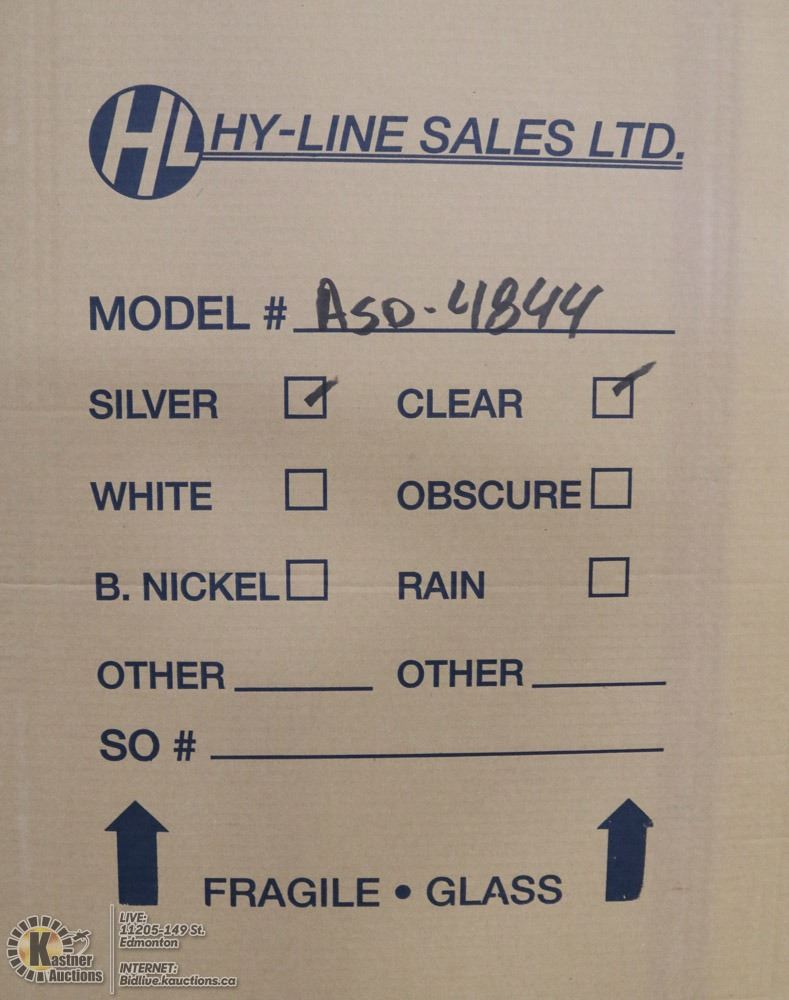 HL HY-LINE SALES LTD.
MODEL # ASD-4844
SILVER CLEAR
WHITE OBSCURE
B. NICKEL RAIN
OTHER OTHER
SO #
FRAGILE • GLASS
LIVE:
11205-149 St.
Edmonton
Kastner
Auctions
INTERNET:
Bidlive.kauctions.ca